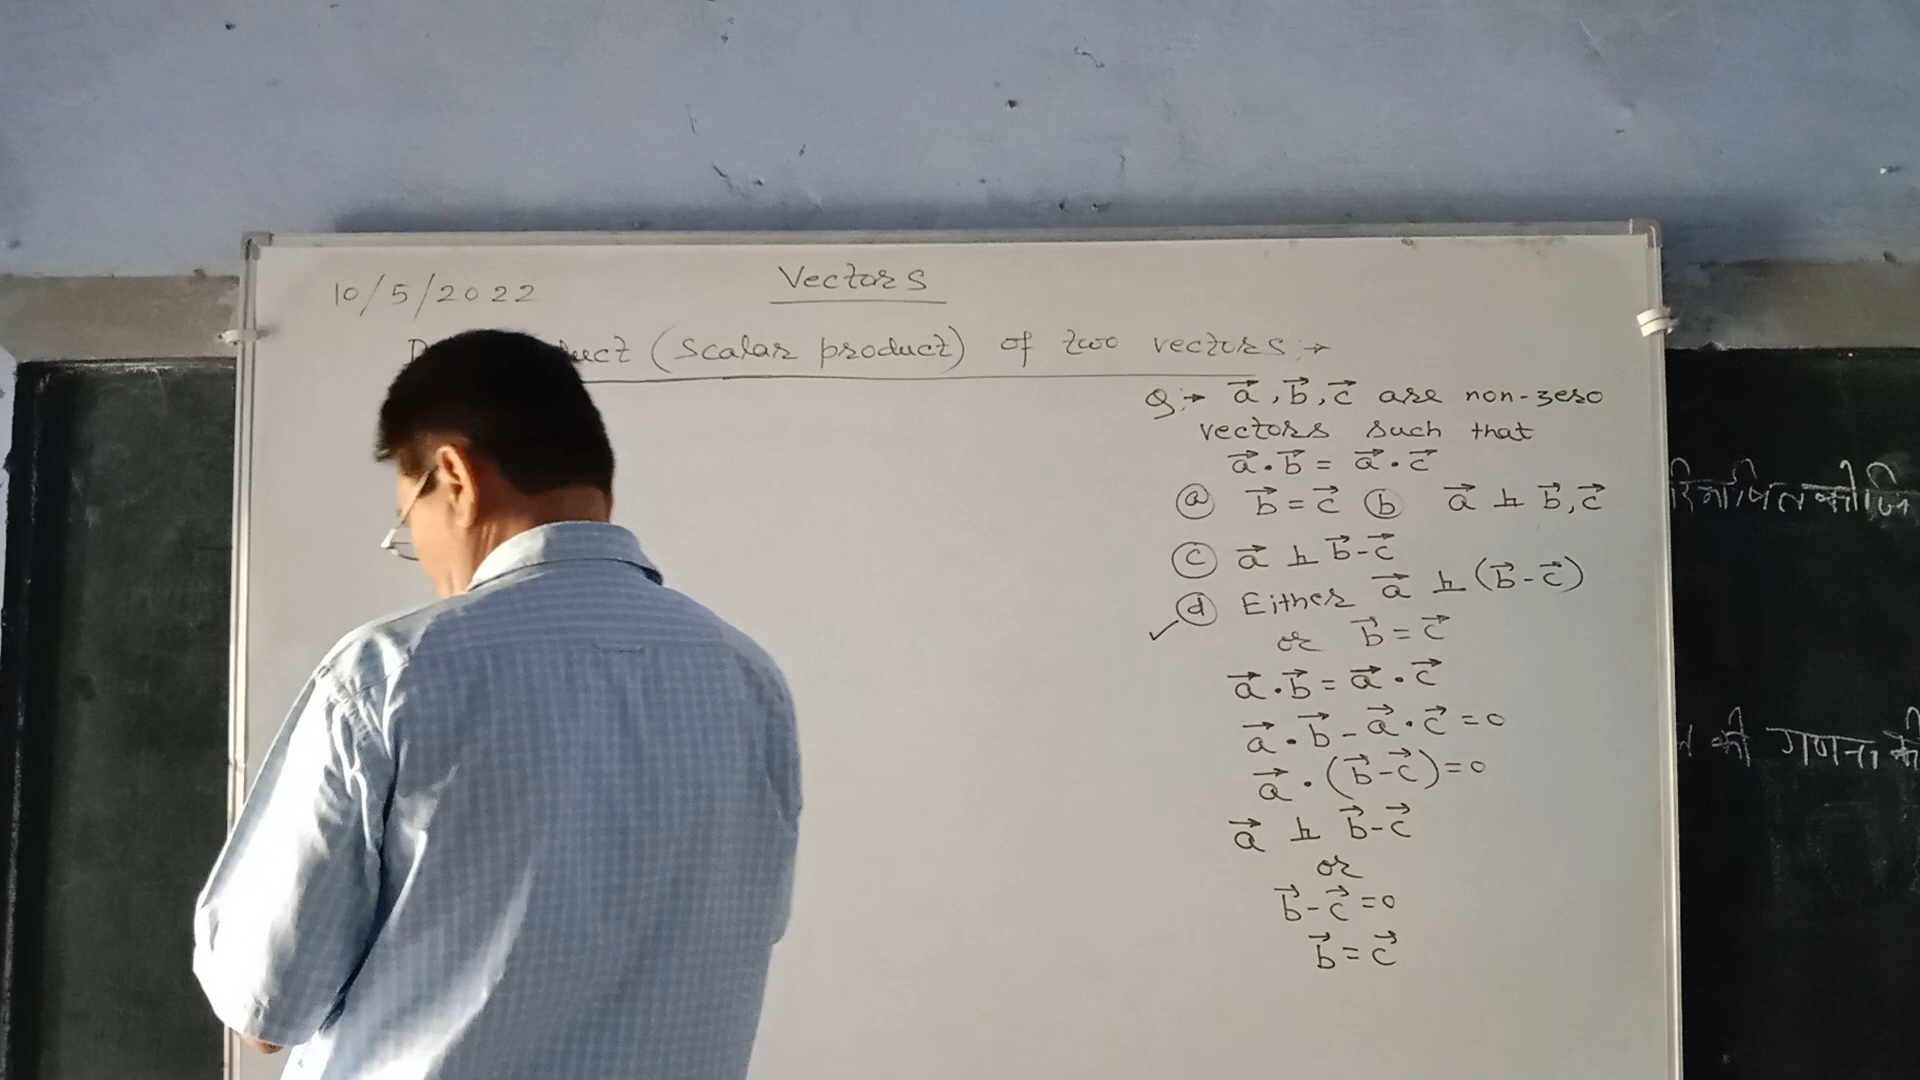 10/5/2022
Vectors
(scalar product) of two vectors :→
Q:→ a⃗, b⃗, c⃗ are non-zero
vectors such that
a⃗ . b⃗ = a⃗ . c⃗
(a) b⃗ = c⃗ (b) a⃗ ⊥ b⃗, c⃗
(c) a⃗ ⊥ b⃗ - c⃗
✓ (d) Either a⃗ ⊥ (b⃗ - c⃗)
or b⃗ = c⃗
a⃗ . b⃗ = a⃗ . c⃗
a⃗ . b⃗ - a⃗ . c⃗ = 0
a⃗ . (b⃗ - c⃗) = 0
a⃗ ⊥ b⃗ - c⃗
or
b⃗ - c⃗ = 0
b⃗ = c⃗
की गणना की